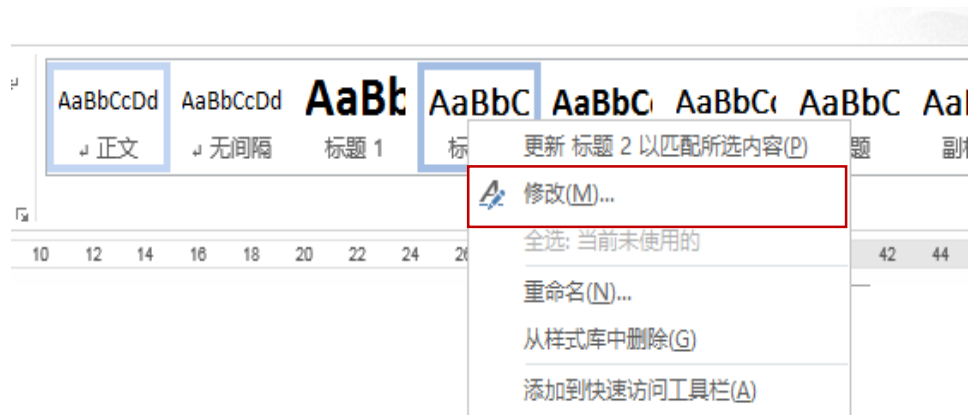 AaBbCcDd AaBbCcDd AaBb AaBbC AaBbC AaBbC AaBbC AaI
↲ 正文 ↲ 无间隔 标题 1 标 题 副标
更新 标题 2 以匹配所选内容(P)
修改(M)...
全选: 当前未使用的
10 12 14 16 18 20 22 24 26 42 44
重命名(N)...
从样式库中删除(G)
添加到快速访问工具栏(A)